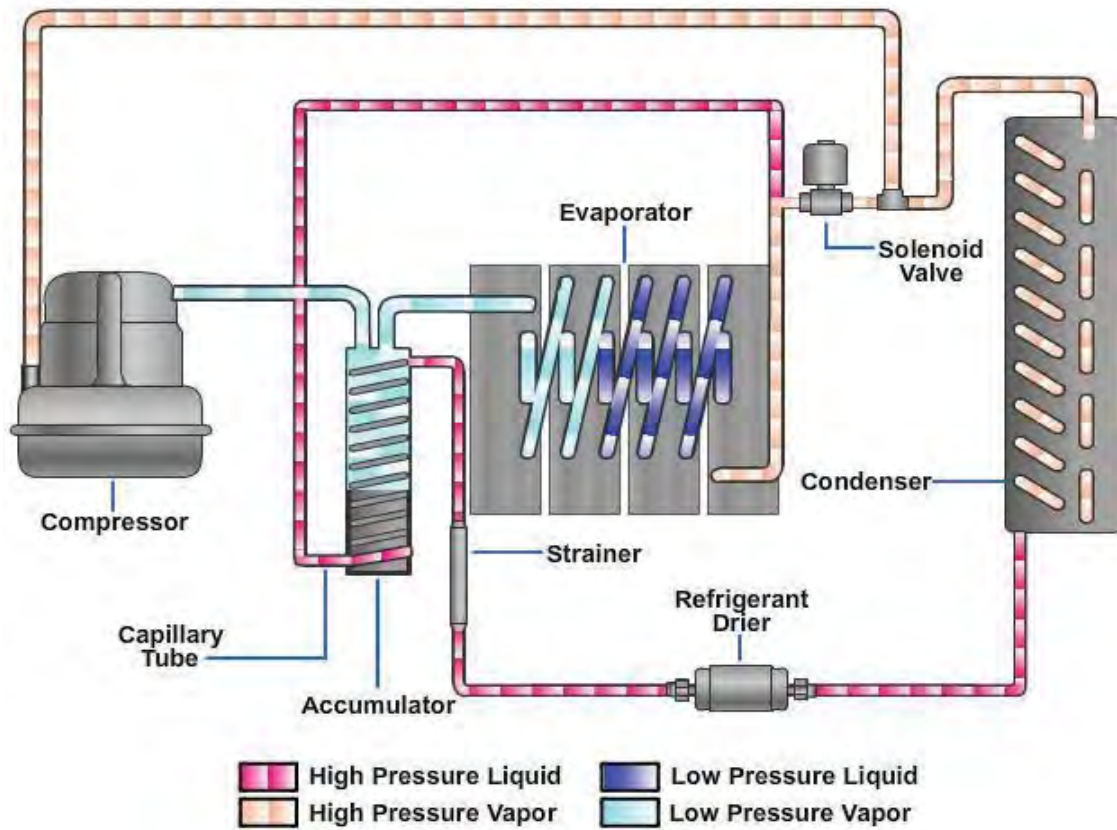 Evaporator
Solenoid
Valve
Compressor
Condenser
Strainer
Refrigerant
Drier
Capillary
Tube
Accumulator
High Pressure Liquid
Low Pressure Liquid
High Pressure Vapor
Low Pressure Vapor